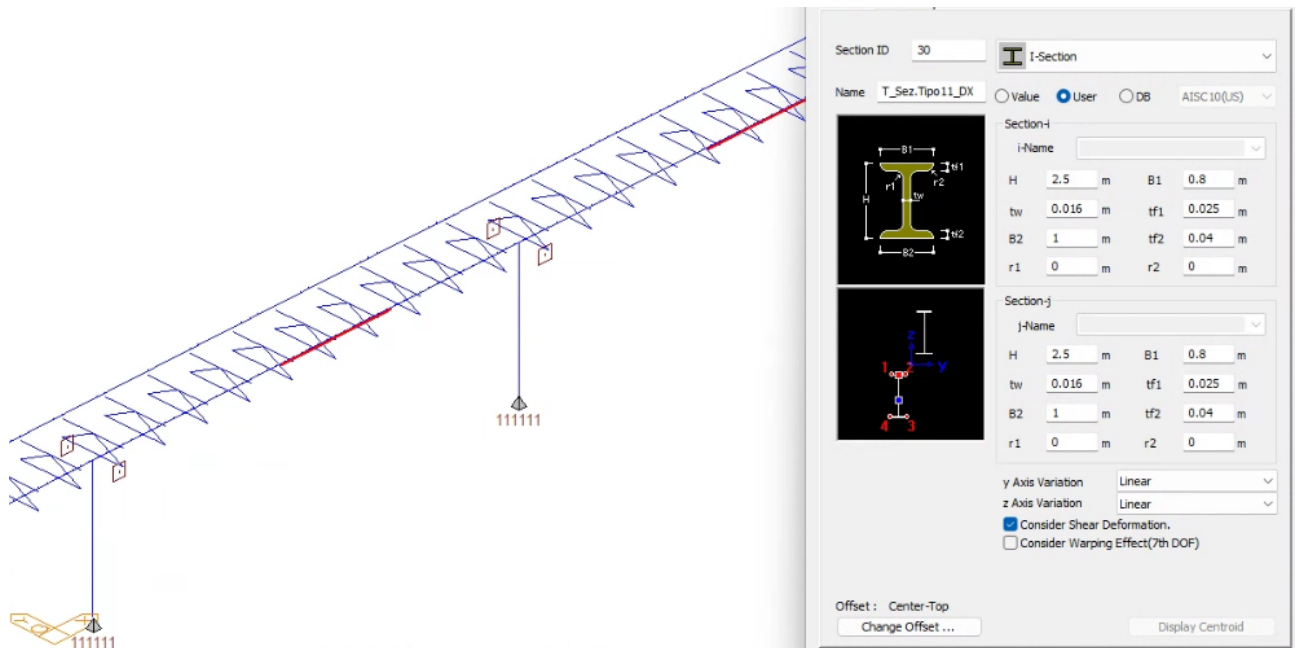 Section ID 30 I-Section
Name T_Sez.Tipo11_DX Value User DB AISC10(US)
B1
tf1
r1 r2
H tw
tf2
B2
Section-i
i-Name
H 2.5 m B1 0.8 m
tw 0.016 m tf1 0.025 m
B2 1 m tf2 0.04 m
r1 0 m r2 0 m
z
y
1 2
4 3
Section-j
j-Name
H 2.5 m B1 0.8 m
tw 0.016 m tf1 0.025 m
B2 1 m tf2 0.04 m
r1 0 m r2 0 m
y Axis Variation Linear
z Axis Variation Linear
Consider Shear Deformation.
Consider Warping Effect(7th DOF)
Offset : Center-Top
Change Offset ... Display Centroid
111111
111111